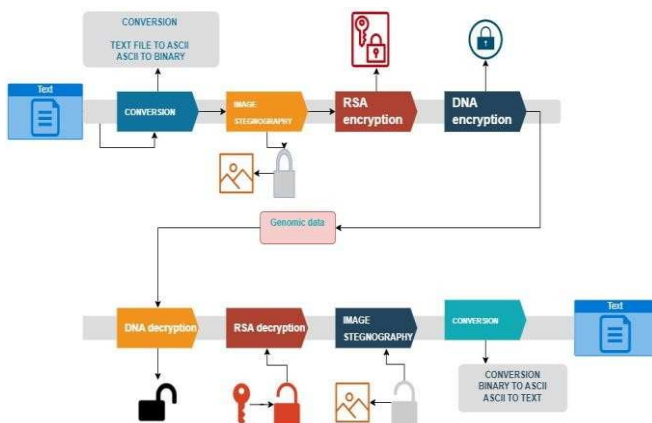 CONVERSION
TEXT FILE TO ASCII
ASCII TO BINARY
Text
CONVERSION
IMAGE
STEGNOGRAPHY
RSA
encryption
DNA
encryption
Genomic data
DNA decryption
RSA decryption
IMAGE
STEGNOGRAPHY
CONVERSION
Text
CONVERSION
BINARY TO ASCII
ASCII TO TEXT